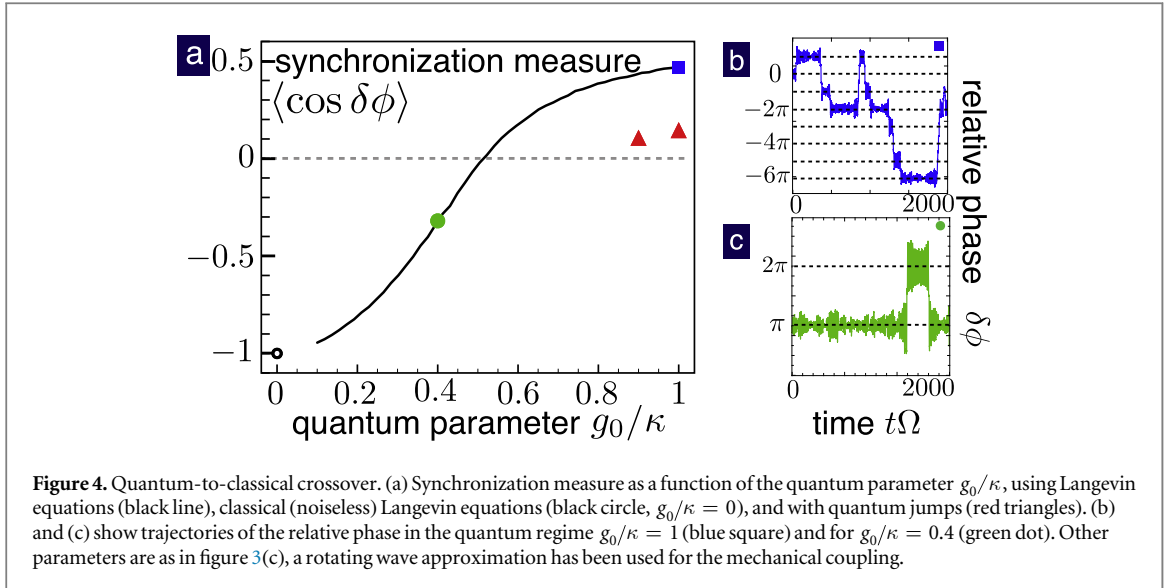 a
0.5
synchronization measure
⟨cos δϕ⟩
0
−0.5
−1
0 0.2 0.4 0.6 0.8 1
quantum parameter g₀/κ
b
0
−2π
−4π
−6π
0 2000
c
2π
π
0 2000
time tΩ
relative phase δϕ
Figure 4. Quantum-to-classical crossover. (a) Synchronization measure as a function of the quantum parameter g₀/κ, using Langevin
equations (black line), classical (noiseless) Langevin equations (black circle, g₀/κ = 0), and with quantum jumps (red triangles). (b)
and (c) show trajectories of the relative phase in the quantum regime g₀/κ = 1 (blue square) and for g₀/κ = 0.4 (green dot). Other
parameters are as in figure 3(c), a rotating wave approximation has been used for the mechanical coupling.